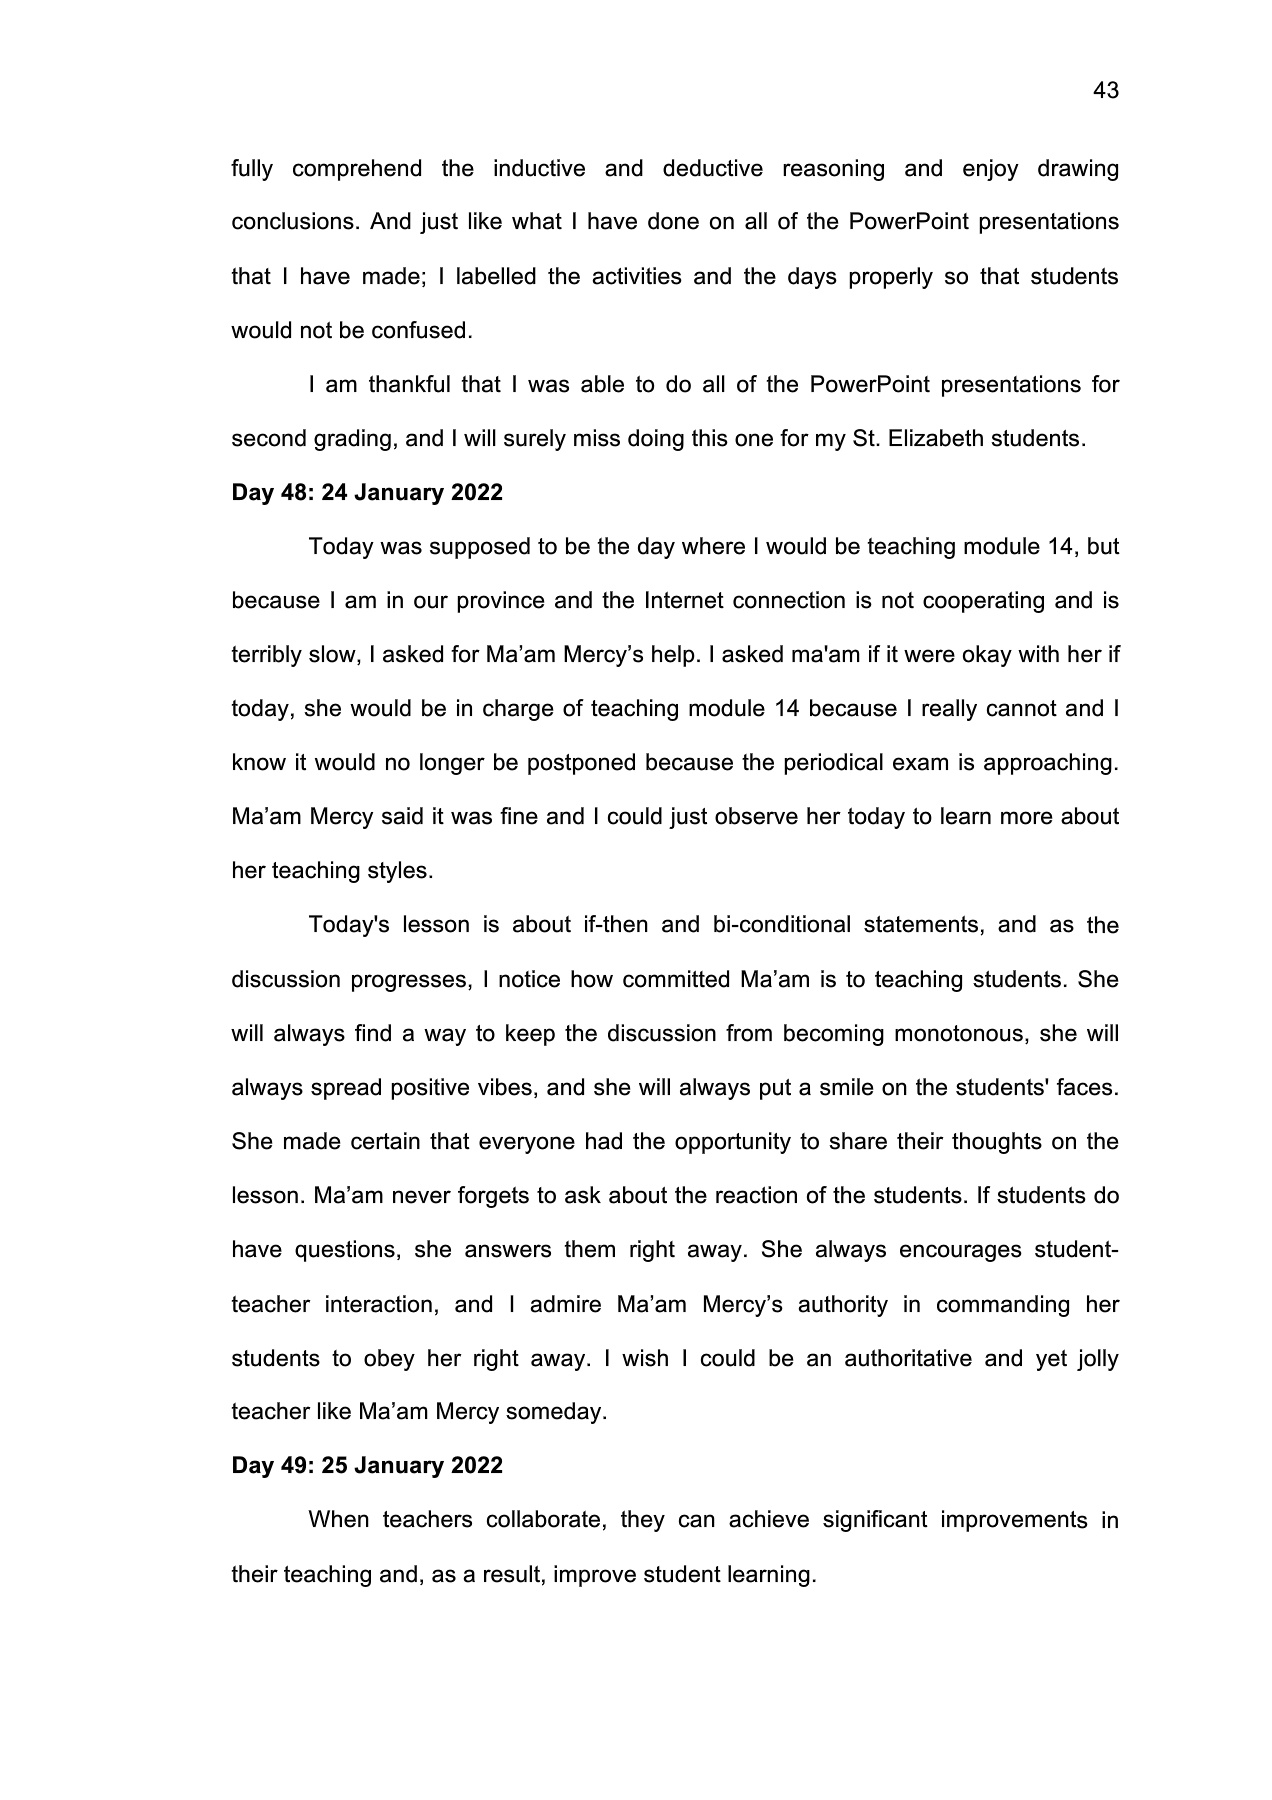 43
fully comprehend the inductive and deductive reasoning and enjoy drawing
conclusions. And just like what I have done on all of the PowerPoint presentations
that I have made; I labelled the activities and the days properly so that students
would not be confused.
I am thankful that I was able to do all of the PowerPoint presentations for
second grading, and I will surely miss doing this one for my St. Elizabeth students.
Day 48: 24 January 2022
Today was supposed to be the day where I would be teaching module 14, but
because I am in our province and the Internet connection is not cooperating and is
terribly slow, I asked for Ma’am Mercy’s help. I asked ma'am if it were okay with her if
today, she would be in charge of teaching module 14 because I really cannot and I
know it would no longer be postponed because the periodical exam is approaching.
Ma’am Mercy said it was fine and I could just observe her today to learn more about
her teaching styles.
Today's lesson is about if-then and bi-conditional statements, and as the
discussion progresses, I notice how committed Ma’am is to teaching students. She
will always find a way to keep the discussion from becoming monotonous, she will
always spread positive vibes, and she will always put a smile on the students' faces.
She made certain that everyone had the opportunity to share their thoughts on the
lesson. Ma’am never forgets to ask about the reaction of the students. If students do
have questions, she answers them right away. She always encourages student-
teacher interaction, and I admire Ma’am Mercy’s authority in commanding her
students to obey her right away. I wish I could be an authoritative and yet jolly
teacher like Ma’am Mercy someday.
Day 49: 25 January 2022
When teachers collaborate, they can achieve significant improvements in
their teaching and, as a result, improve student learning.